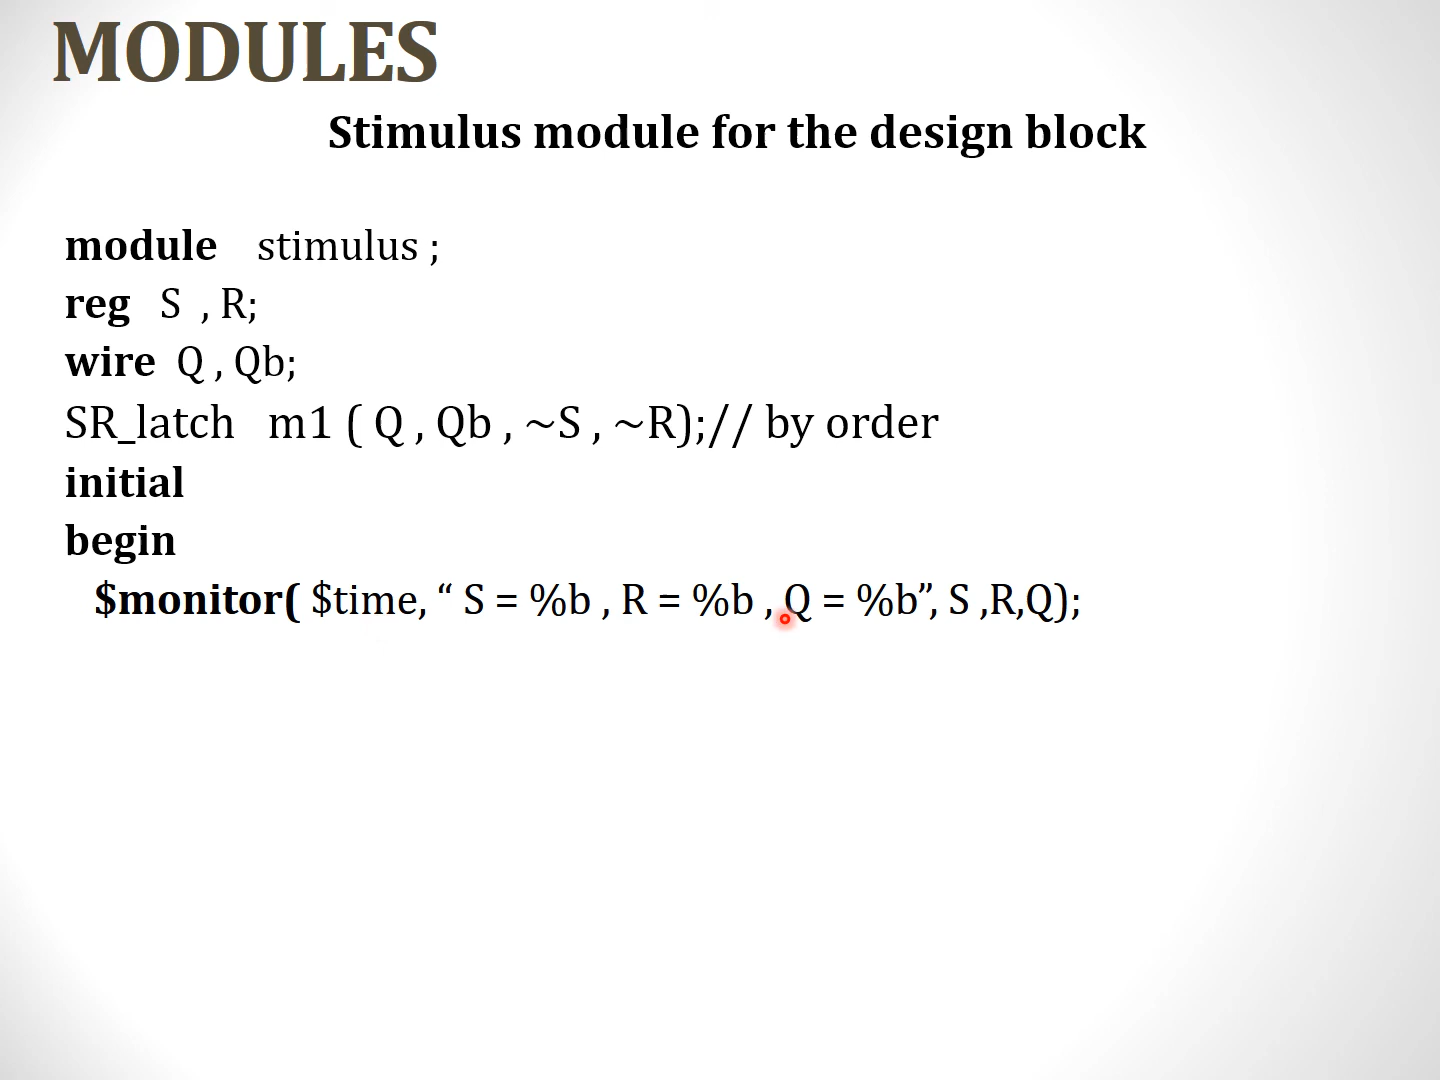 MODULES
Stimulus module for the design block
module stimulus ;
reg S , R;
wire Q , Qb;
SR_latch m1 ( Q , Qb , ~S , ~R);// by order
initial
begin
$monitor( $time, “ S = %b , R = %b , Q = %b”, S ,R,Q);